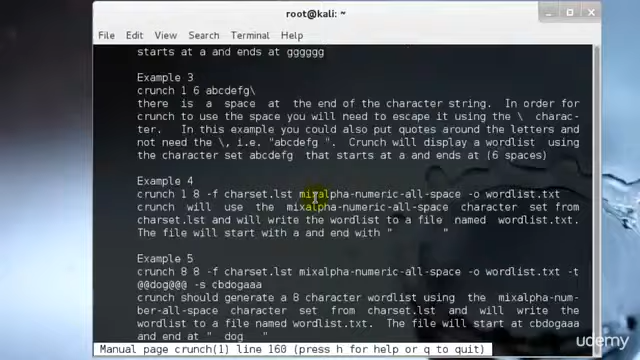 root@kali: ~
File Edit View Search Terminal Help
starts at a and ends at gggggg
Example 3
crunch 1 6 abcdefg\
there is a space at the end of the character string. In order for
crunch to use the space you will need to escape it using the \ charac-
ter. In this example you could also put quotes around the letters and
not need the \, i.e. "abcdefg ". Crunch will display a wordlist using
the character set abcdefg that starts at a and ends at (6 spaces)
Example 4
crunch 1 8 -f charset.lst mixalpha-numeric-all-space -o wordlist.txt
crunch will use the mixalpha-numeric-all-space character set from
charset.lst and will write the wordlist to a file named wordlist.txt.
The file will start with a and end with "        "
Example 5
crunch 8 8 -f charset.lst mixalpha-numeric-all-space -o wordlist.txt -t
@@dog@@@ -s cbdogaaa
crunch should generate a 8 character wordlist using the mixalpha-num-
ber-all-space character set from charset.lst and will write the
wordlist to a file named wordlist.txt. The file will start at cbdogaaa
and end at "  dog   "
Manual page crunch(1) line 160 (press h for help or q to quit)
udemy